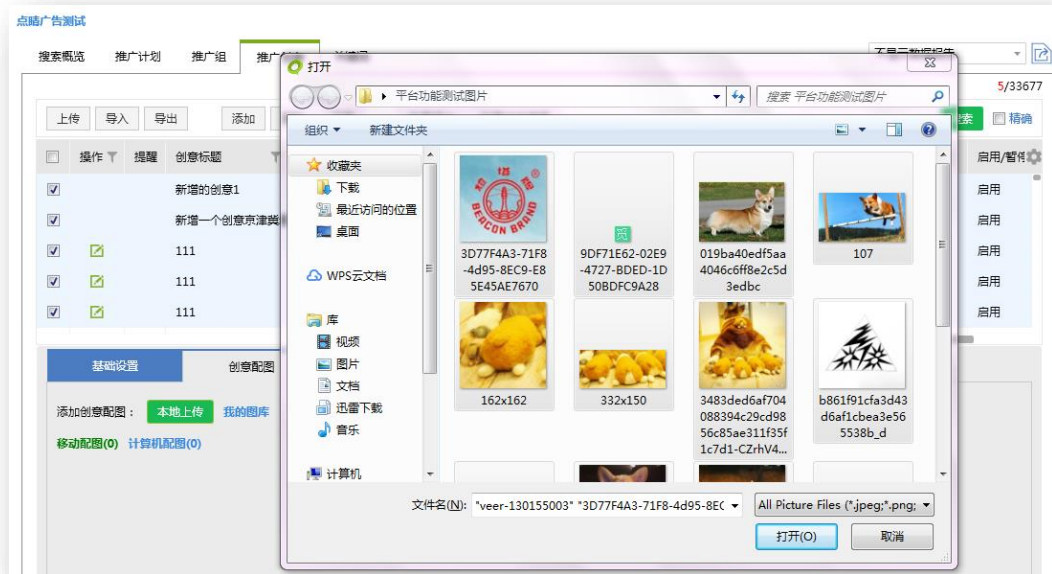 点睛广告测试
搜索概览
推广计划
推广组
不显示数据报告
5/33677
上传
导入
导出
添加
精确
操作
提醒
创意标题
启用/暂停
新增的创意1
启用
新增一个创意京津冀
启用
111
启用
111
启用
111
启用
基础设置
创意配图
添加创意配图：
本地上传
我的图库
移动配图(0)
计算机配图(0)
打开
平台功能测试图片
搜索 平台功能测试图片
组织
新建文件夹
收藏夹
下载
最近访问的位置
桌面
WPS云文档
库
视频
图片
文档
迅雷下载
音乐
计算机
BEACON BRAND
觅
3D77F4A3-71F8
-4d95-8EC9-E8
5E45AE7670
9DF71E62-02E9
-4727-BDED-1D
50BDFC9A28
019ba40edf5aa
4046c6ff8e2c5d
3edbc
107
162x162
332x150
3483ded6af704
088394c29cd98
56c85ae311f35f
1c7d1-CZrhV4...
b861f91cfa3d43
d6af1cbea3e56
5538b_d
文件名(N):
"veer-130155003" "3D77F4A3-71F8-4d95-8EC
All Picture Files (*.jpeg;*.png;
打开(O)
取消